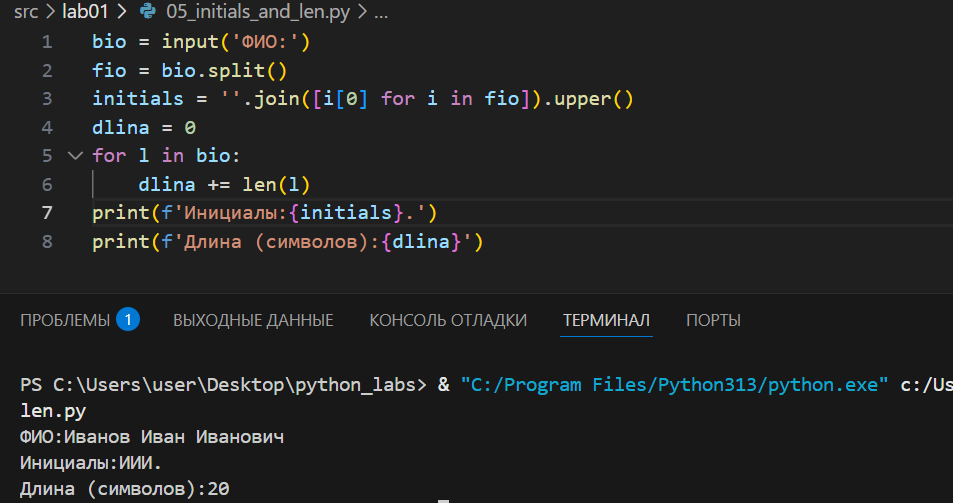 src > lab01 > 05_initials_and_len.py > ...
1 bio = input('ФИО:')
2 fio = bio.split()
3 initials = ''.join([i[0] for i in fio]).upper()
4 dlina = 0
5 for l in bio:
6     dlina += len(l)
7 print(f'Инициалы:{initials}.')
8 print(f'Длина (символов):{dlina}')
ПРОБЛЕМЫ 1 ВЫХОДНЫЕ ДАННЫЕ КОНСОЛЬ ОТЛАДКИ ТЕРМИНАЛ ПОРТЫ
PS C:\Users\user\Desktop\python_labs> & "C:/Program Files/Python313/python.exe" c:/Us
len.py
ФИО:Иванов Иван Иванович
Инициалы:ИИИ.
Длина (символов):20